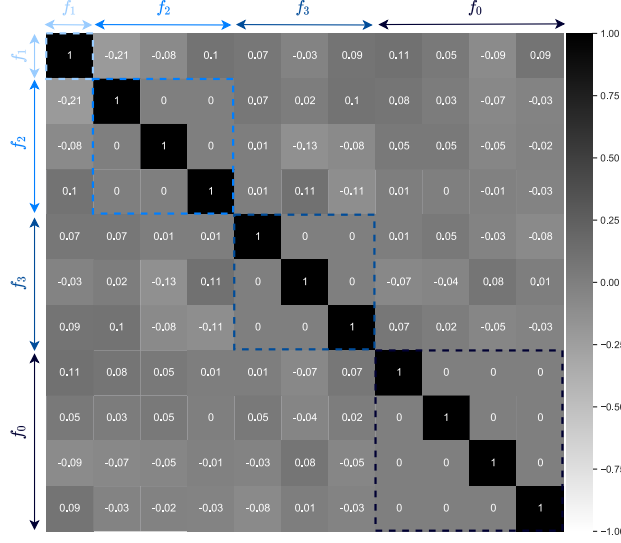 f₁ f₂ f₃ f₀
f₁ 1 -0.21 -0.08 0.1 0.07 -0.03 0.09 0.11 0.05 -0.09 0.09
-0.21 1 0 0 0.07 0.02 0.1 0.08 0.03 -0.07 -0.03
f₂ -0.08 0 1 0 0.01 -0.13 -0.08 0.05 0.05 -0.05 -0.02
0.1 0 0 1 0.01 0.11 -0.11 0.01 0 -0.01 -0.03
0.07 0.07 0.01 0.01 1 0 0 0.01 0.05 -0.03 -0.08
f₃ -0.03 0.02 -0.13 0.11 0 1 0 -0.07 -0.04 0.08 0.01
0.09 0.1 -0.08 -0.11 0 0 1 0.07 0.02 -0.05 -0.03
0.11 0.08 0.05 0.01 0.01 -0.07 0.07 1 0 0 0
f₀ 0.05 0.03 0.05 0 0.05 -0.04 0.02 0 1 0 0
-0.09 -0.07 -0.05 -0.01 -0.03 0.08 -0.05 0 0 1 0
0.09 -0.03 -0.02 -0.03 -0.08 0.01 -0.03 0 0 0 1
1.00
0.75
0.50
0.25
0.00
−0.25
−0.50
−0.75
−1.00